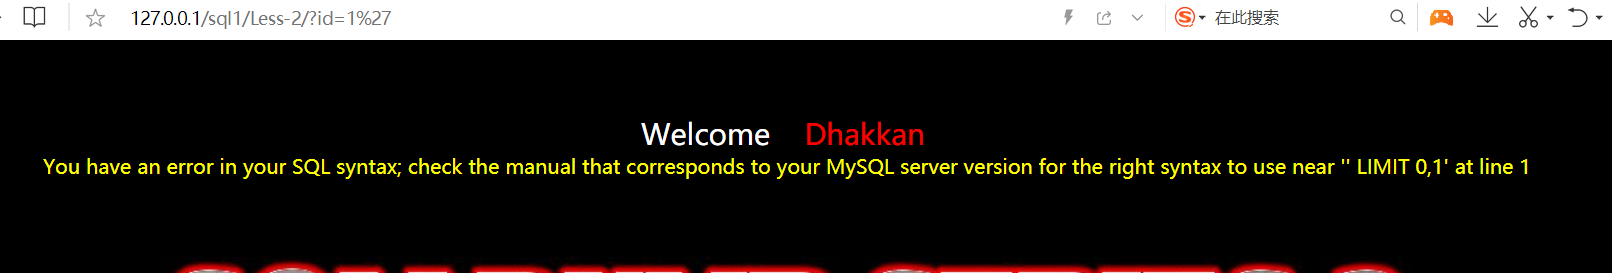 127.0.0.1/sql1/Less-2/?id=1%27
在此搜索
Welcome Dhakkan
You have an error in your SQL syntax; check the manual that corresponds to your MySQL server version for the right syntax to use near '' LIMIT 0,1' at line 1